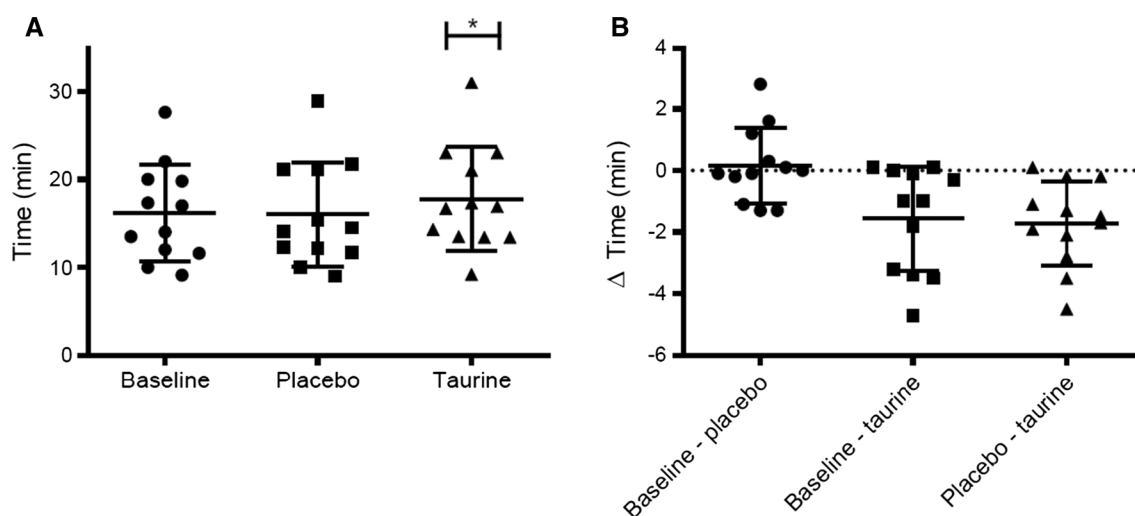 A
*
Time (min)
30
20
10
0
Baseline
Placebo
Taurine
B
Δ Time (min)
4
2
0
-2
-4
-6
Baseline - placebo
Baseline - taurine
Placebo - taurine